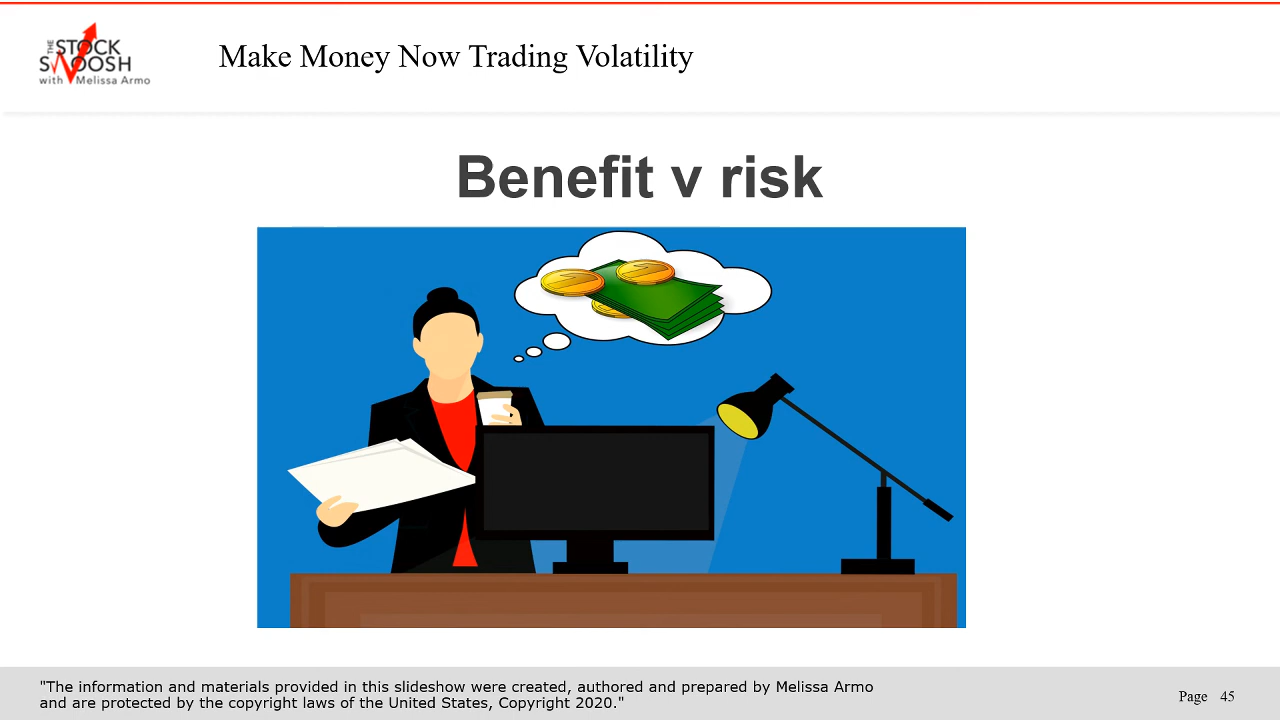 THE
STOCK
SWOOSH
with Melissa Armo
Make Money Now Trading Volatility
Benefit v risk
"The information and materials provided in this slideshow were created, authored and prepared by Melissa Armo
and are protected by the copyright laws of the United States, Copyright 2020."
Page 45